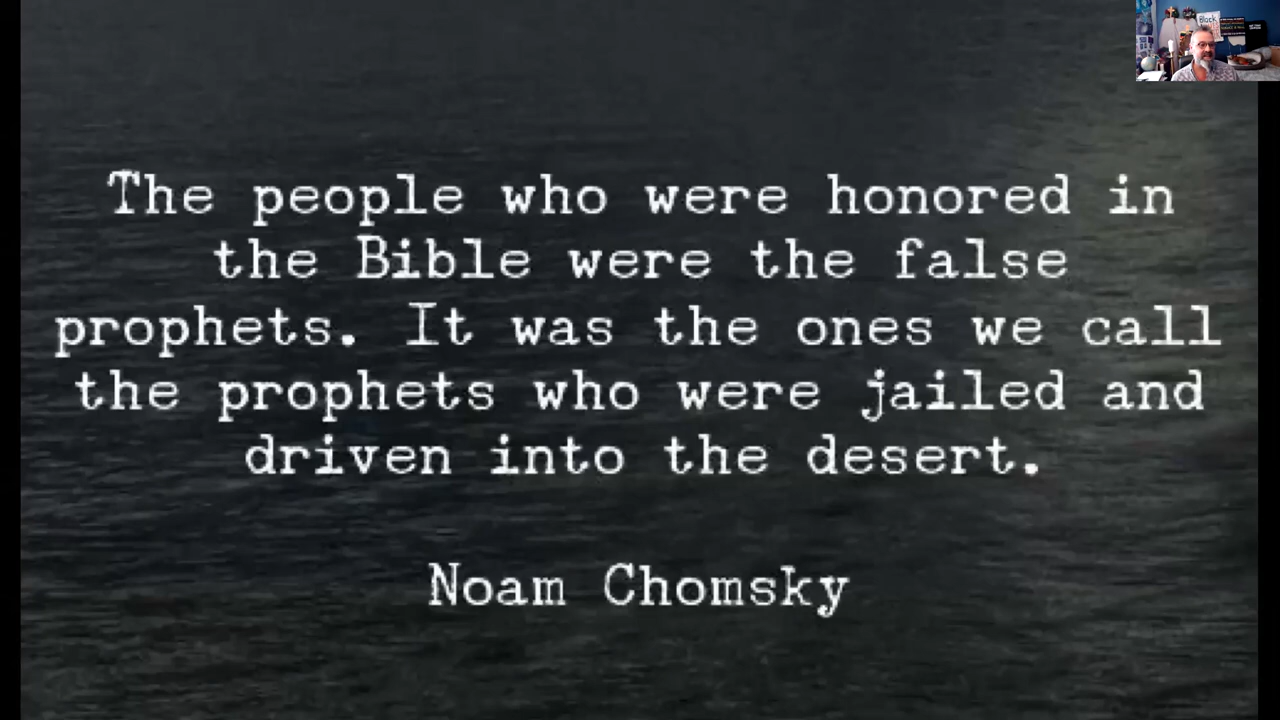 The people who were honored in
the Bible were the false
prophets. It was the ones we call
the prophets who were jailed and
driven into the desert.
Noam Chomsky
Black